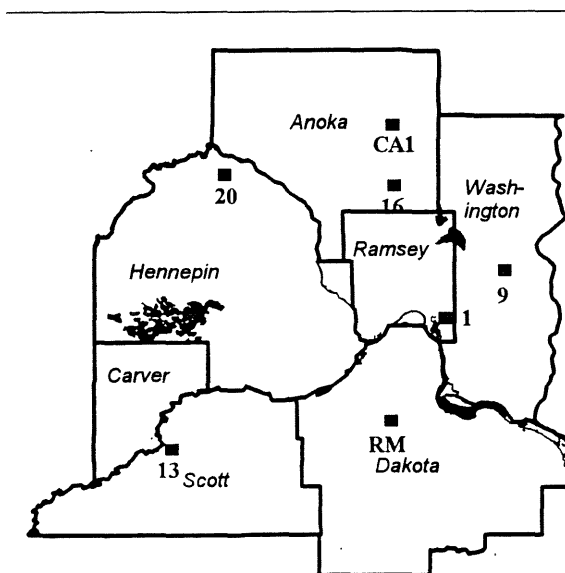 Anoka
CA1
20
16
Wash-
ington
Ramsey
Hennepin
9
1
Carver
RM
Dakota
13
Scott